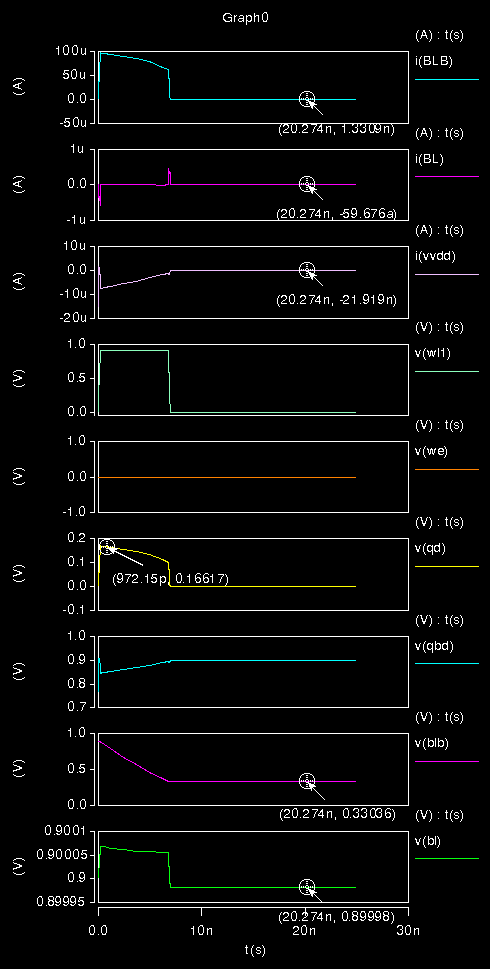 Graph0
(A) : t(s)
i(BLB)
(A)
100u
50u
0.0
-50u
(20.274n, 1.3309n)
(A) : t(s)
i(BL)
(A)
1u
0.0
-1u
(20.274n, -59.676a)
(A) : t(s)
i(vvdd)
(A)
10u
0.0
-10u
-20u
(20.274n, -21.919n)
(V) : t(s)
v(wl1)
(V)
1.0
0.5
0.0
(V) : t(s)
v(we)
(V)
1.0
0.0
-1.0
(V) : t(s)
v(qd)
(V)
0.2
0.1
0.0
-0.1
(972.15p, 0.16617)
(V) : t(s)
v(qbd)
(V)
1.0
0.9
0.8
0.7
(V) : t(s)
v(blb)
(V)
1.0
0.5
0.0
(20.274n, 0.33036)
(V) : t(s)
v(bl)
(V)
0.9001
0.90005
0.9
0.89995
(20.274n, 0.89998)
0.0 10n 20n 30n
t(s)